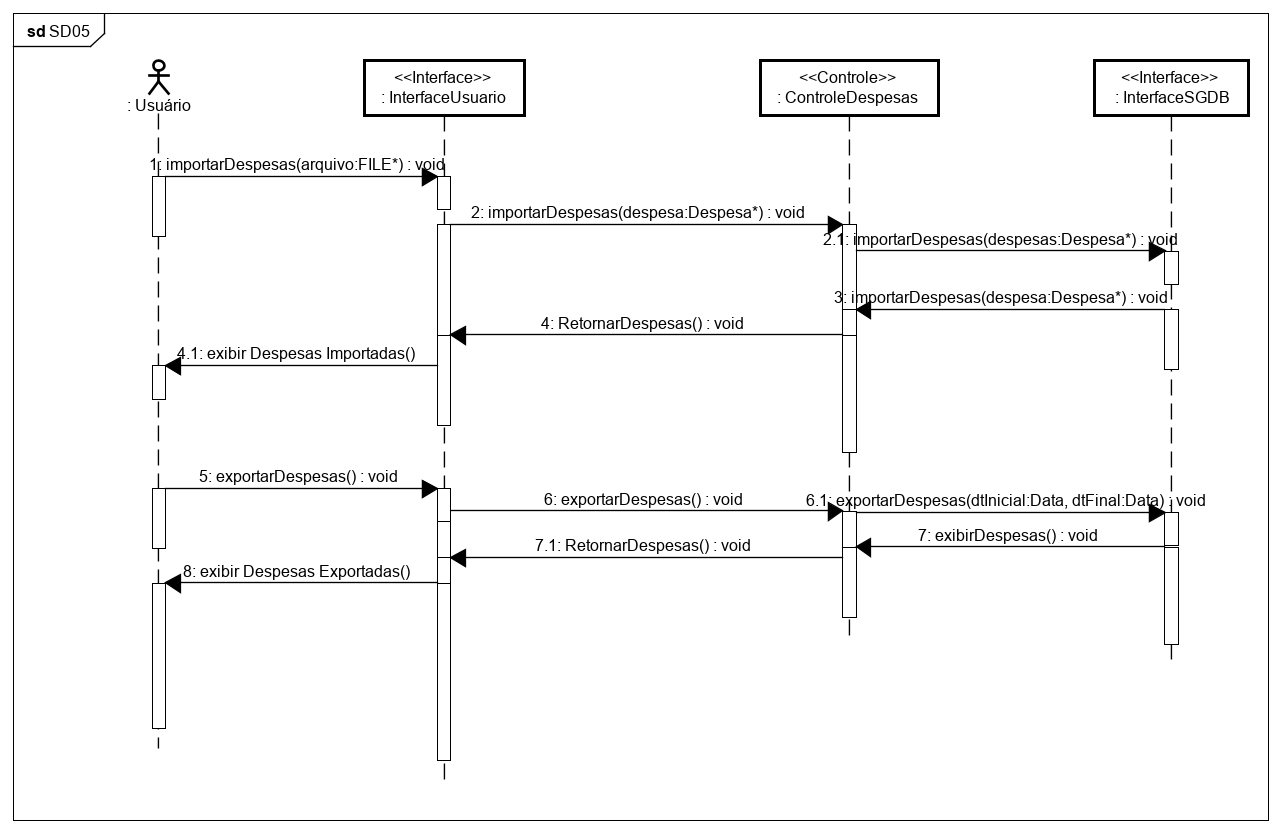 sd SD05
: Usuário
<<Interface>>
: InterfaceUsuario
<<Controle>>
: ControleDespesas
<<Interface>>
: InterfaceSGDB
1: importarDespesas(arquivo:FILE*) : void
2: importarDespesas(despesa:Despesa*) : void
2.1: importarDespesas(despesas:Despesa*) : void
3: importarDespesas(despesa:Despesa*) : void
4: RetornarDespesas() : void
4.1: exibir Despesas Importadas()
5: exportarDespesas() : void
6: exportarDespesas() : void
6.1: exportarDespesas(dtInicial:Data, dtFinal:Data) : void
7: exibirDespesas() : void
7.1: RetornarDespesas() : void
8: exibir Despesas Exportadas()